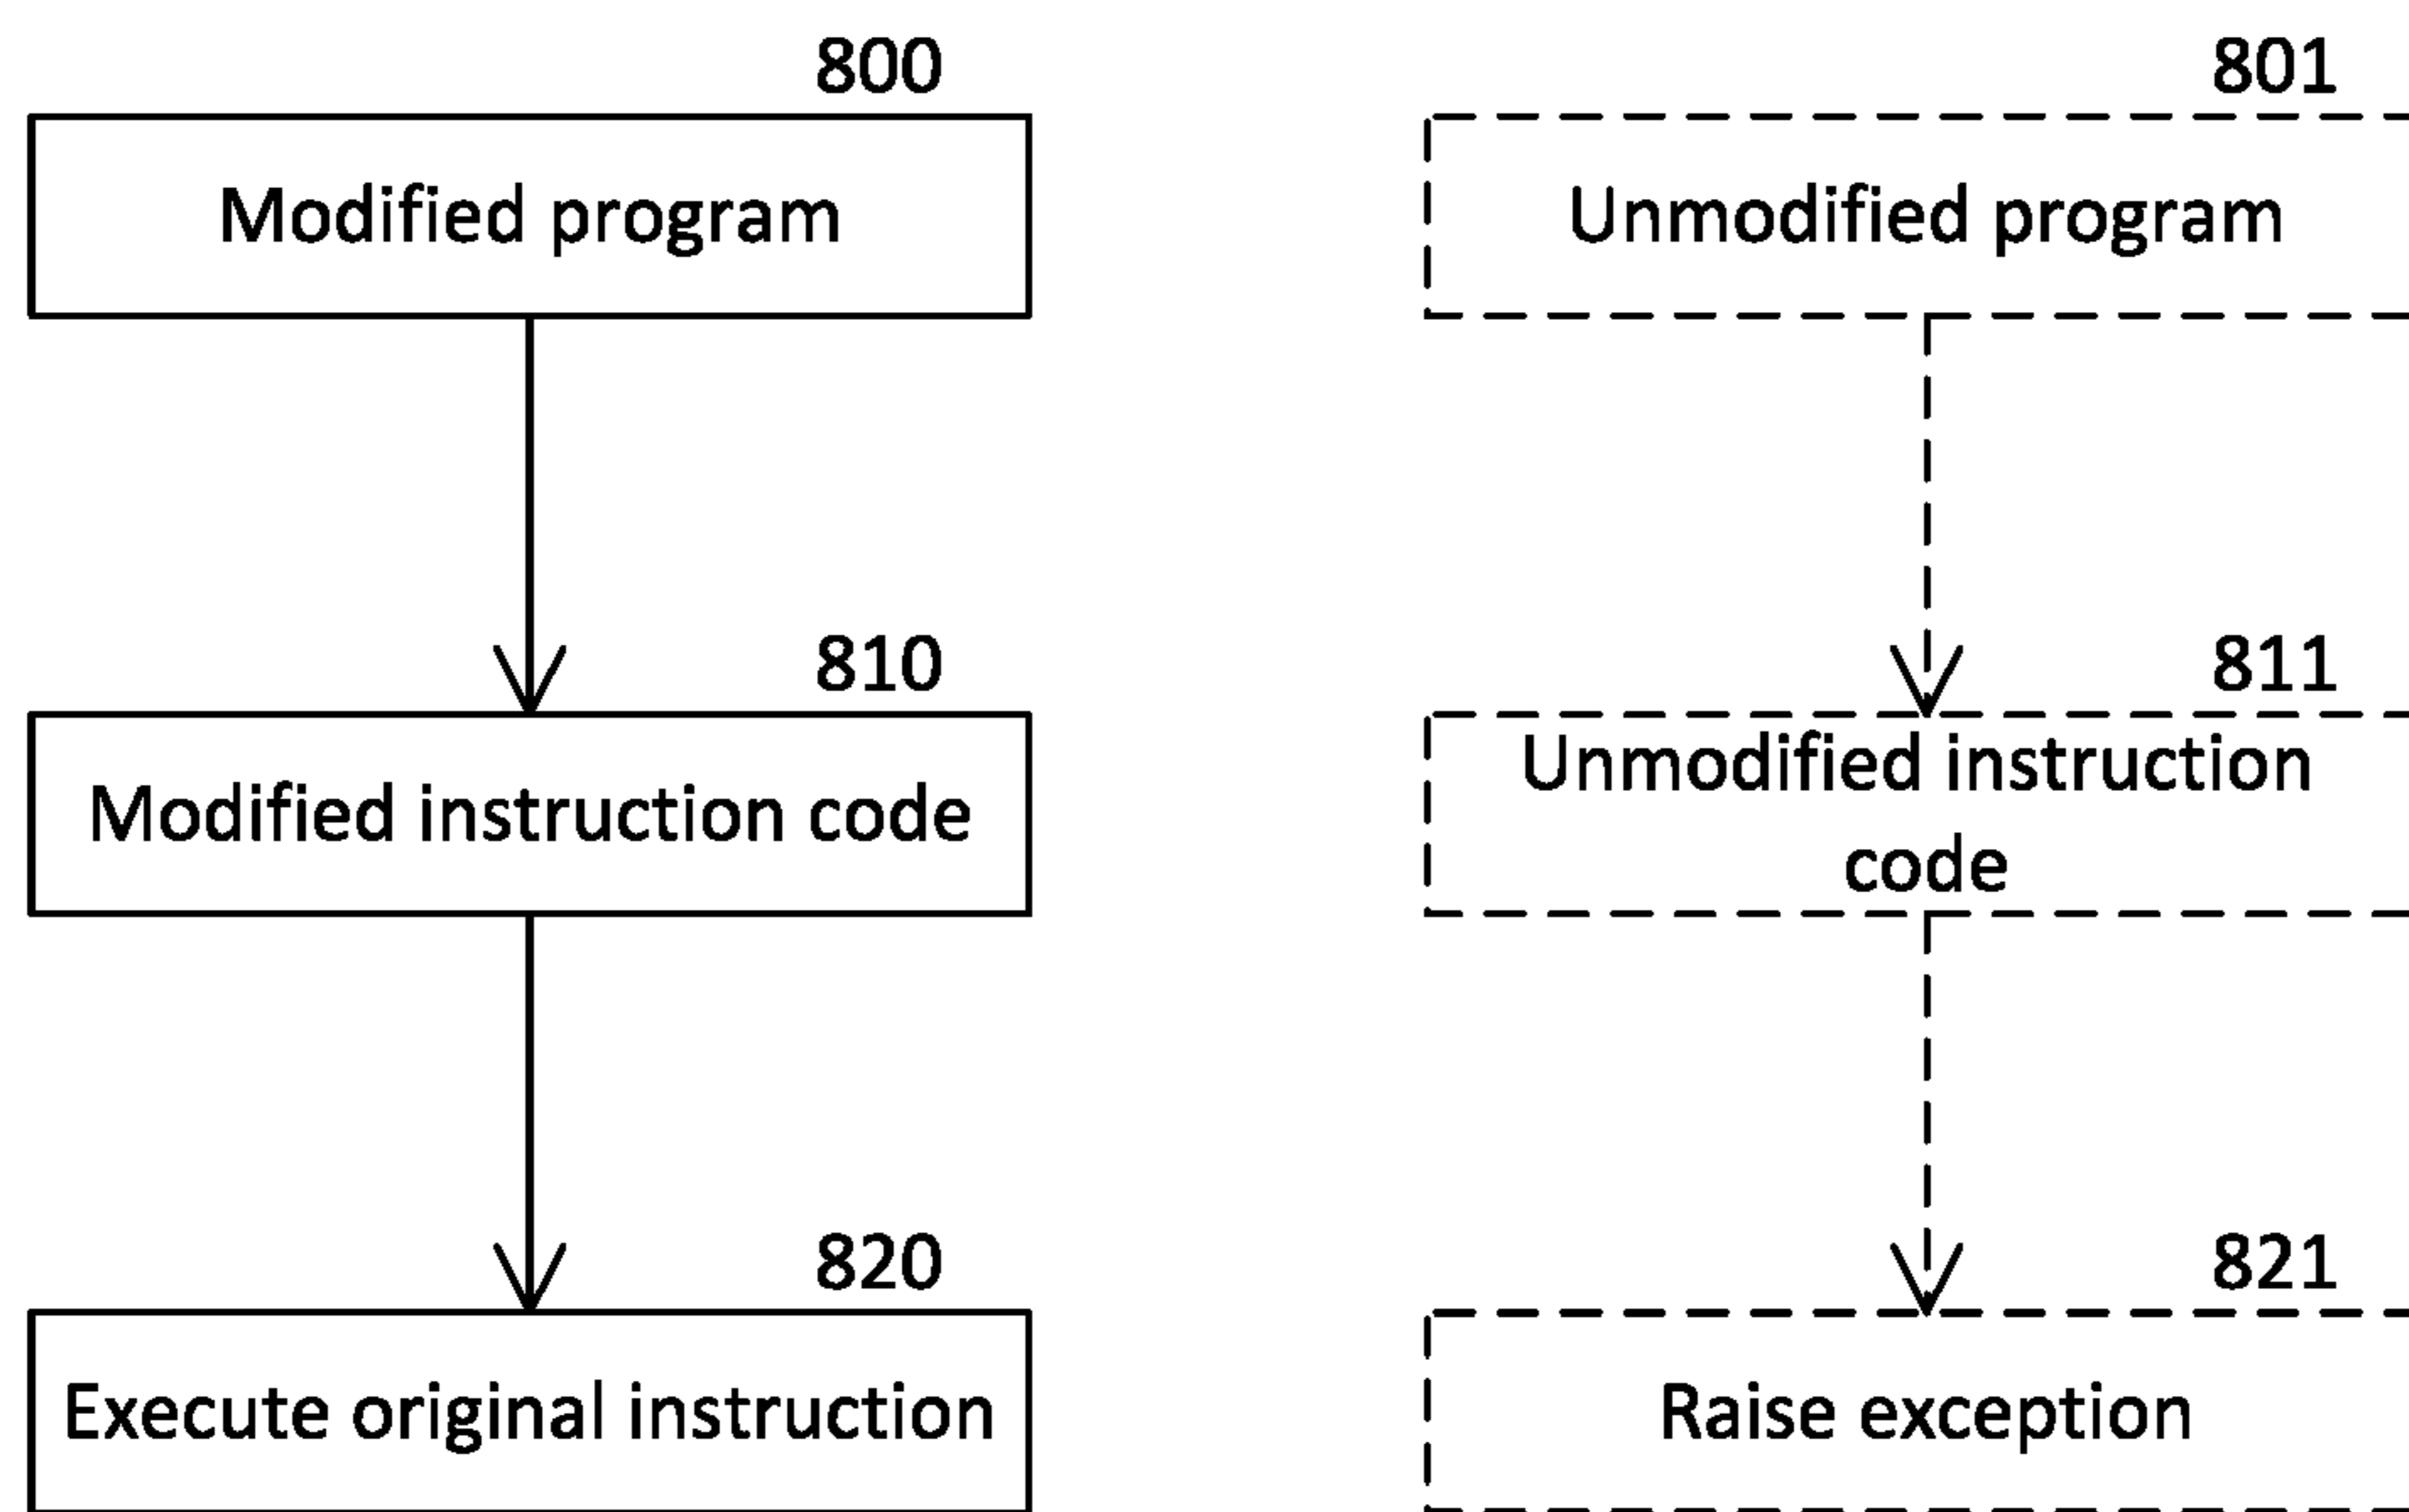 800
Modified program
801
Unmodified program
810
Modified instruction code
811
Unmodified instruction
code
820
Execute original instruction
821
Raise exception